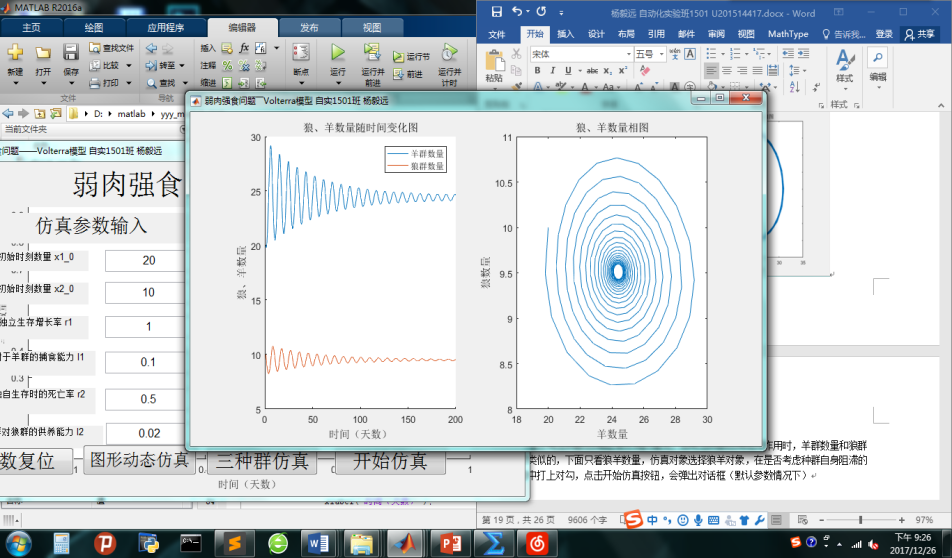 MATLAB R2016a
主页 绘图 应用程序 编辑器 发布 视图
新建 打开 保存 查找文件 比较 打印 转至 查找 插入 fx 注释 缩进 断点 运行 运行并前进 运行节 前进 运行并计时
文件 导航
D: matlab yyy_m
当前文件夹
问题——Volterra模型 自实1501班 杨毅远
弱肉强食
仿真参数输入
初始时刻数量 x1_0 20
初始时刻数量 x2_0 10
独立生存增长率 r1 1
于羊群的捕食能力 l1 0.1
自生存时的死亡率 r2 0.5
对狼群的供养能力 l2 0.02
数复位 图形动态仿真 三种群仿真 开始仿真
时间（天数）
弱肉强食问题——Volterra模型 自实1501班 杨毅远
狼、羊数量随时间变化图
羊群数量
狼群数量
30
25
20
15
10
5
狼、羊数量
0 50 100 150 200
时间（天数）
狼、羊数量相图
11
10.5
10
9.5
9
8.5
8
狼数量
18 20 22 24 26 28 30
羊数量
杨毅远 自动化实验班1501 U201514417.docx - Word
文件 开始 插入 设计 布局 引用 邮件 审阅 视图 MathType 告诉我... 登录 共享
粘贴 宋体 五号 样式 编辑
B I U abc x₂ x²
样式
作用时，羊群数量和狼群
类似的，下面只看狼羊数量，仿真对象选择狼羊对象，在是否考虑种群自身阻滞的
中打上对勾，点击开始仿真按钮，会弹出对话框（默认参数情况下）
第 19 页，共 26 页 9606 个字 中 97%
下午 9:26
2017/12/26